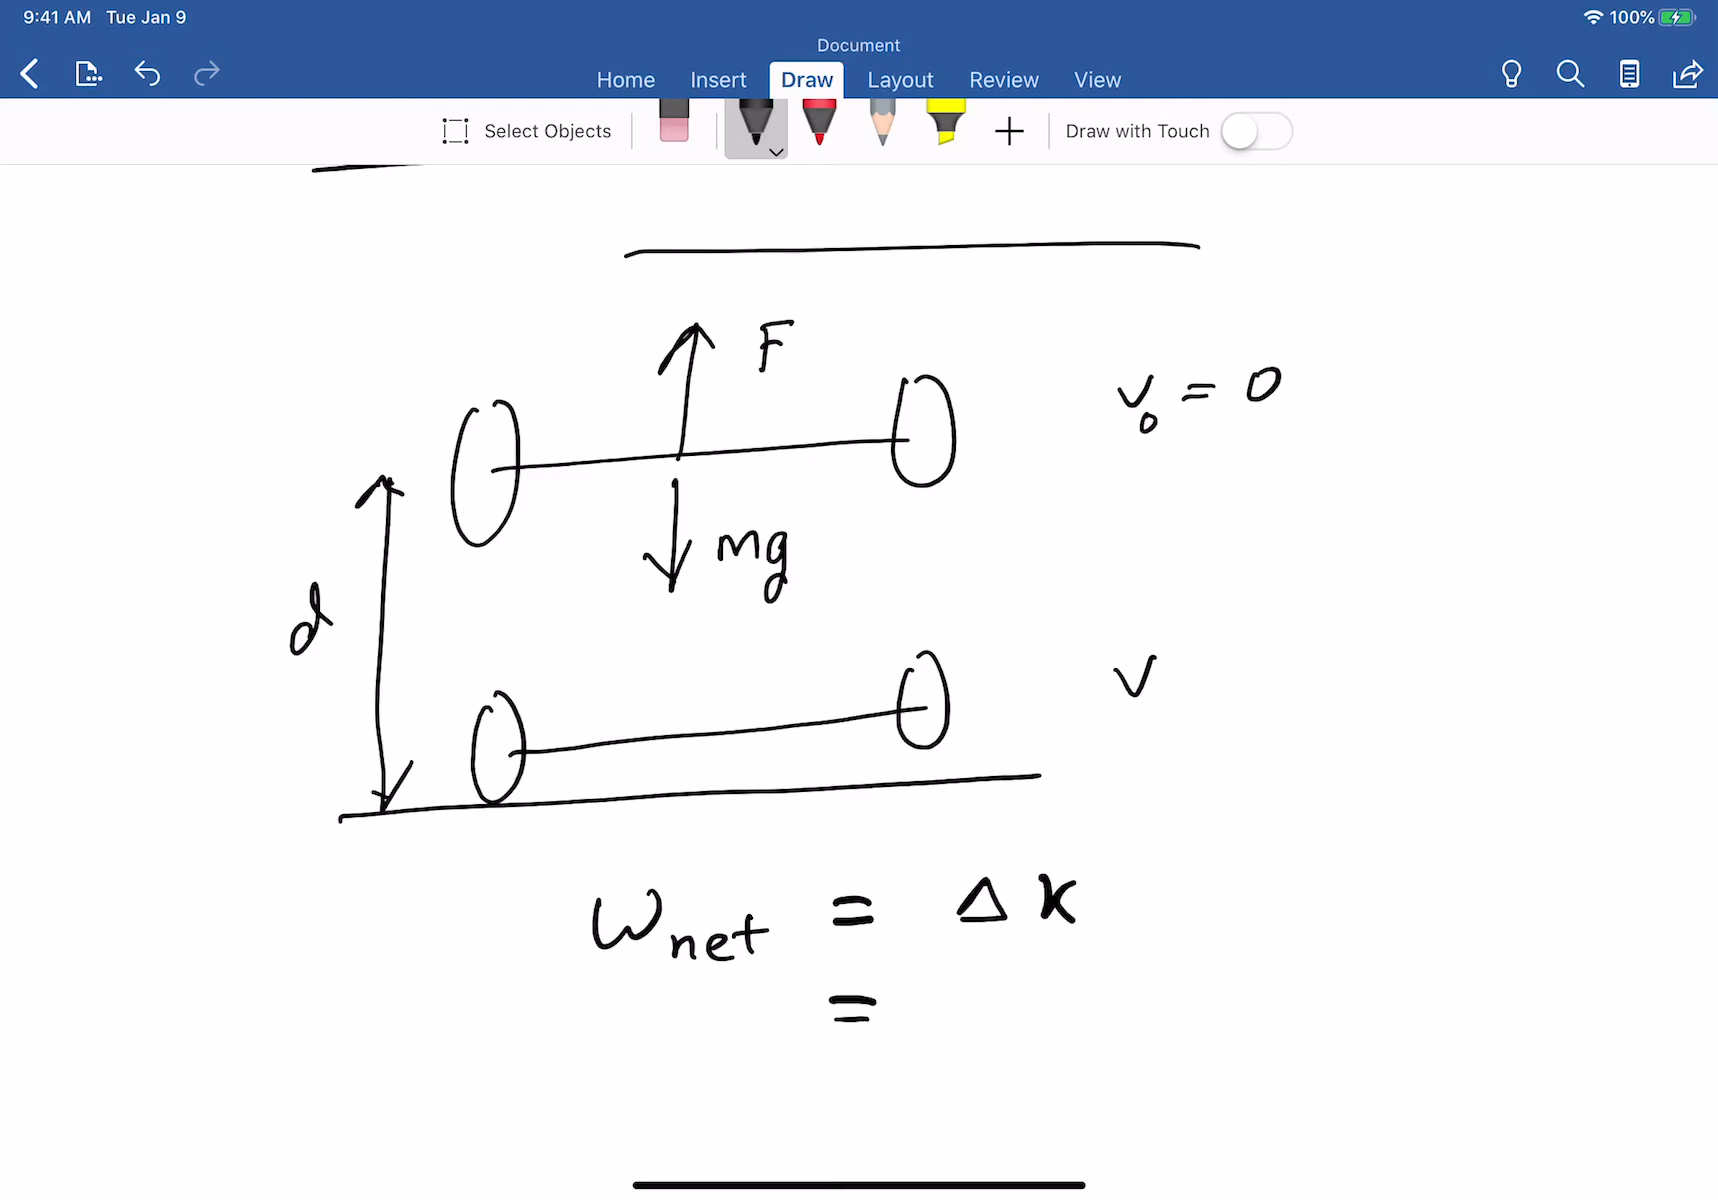 9:41 AM Tue Jan 9
100%
Document
Home Insert Draw Layout Review View
Select Objects
Draw with Touch
F
v₀ = 0
mg
d
v
Wnet = Δ K
=